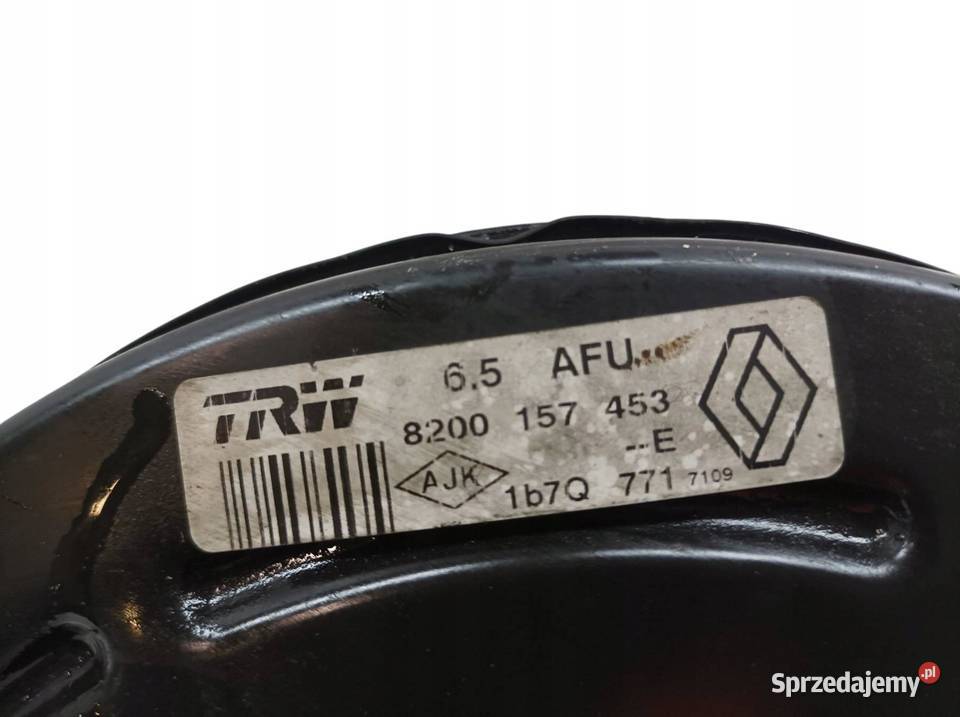 TRW 6.5 AFU
8200 157 453
--E
AJK 1b7Q 771 7109
Sprzedajemy.pl